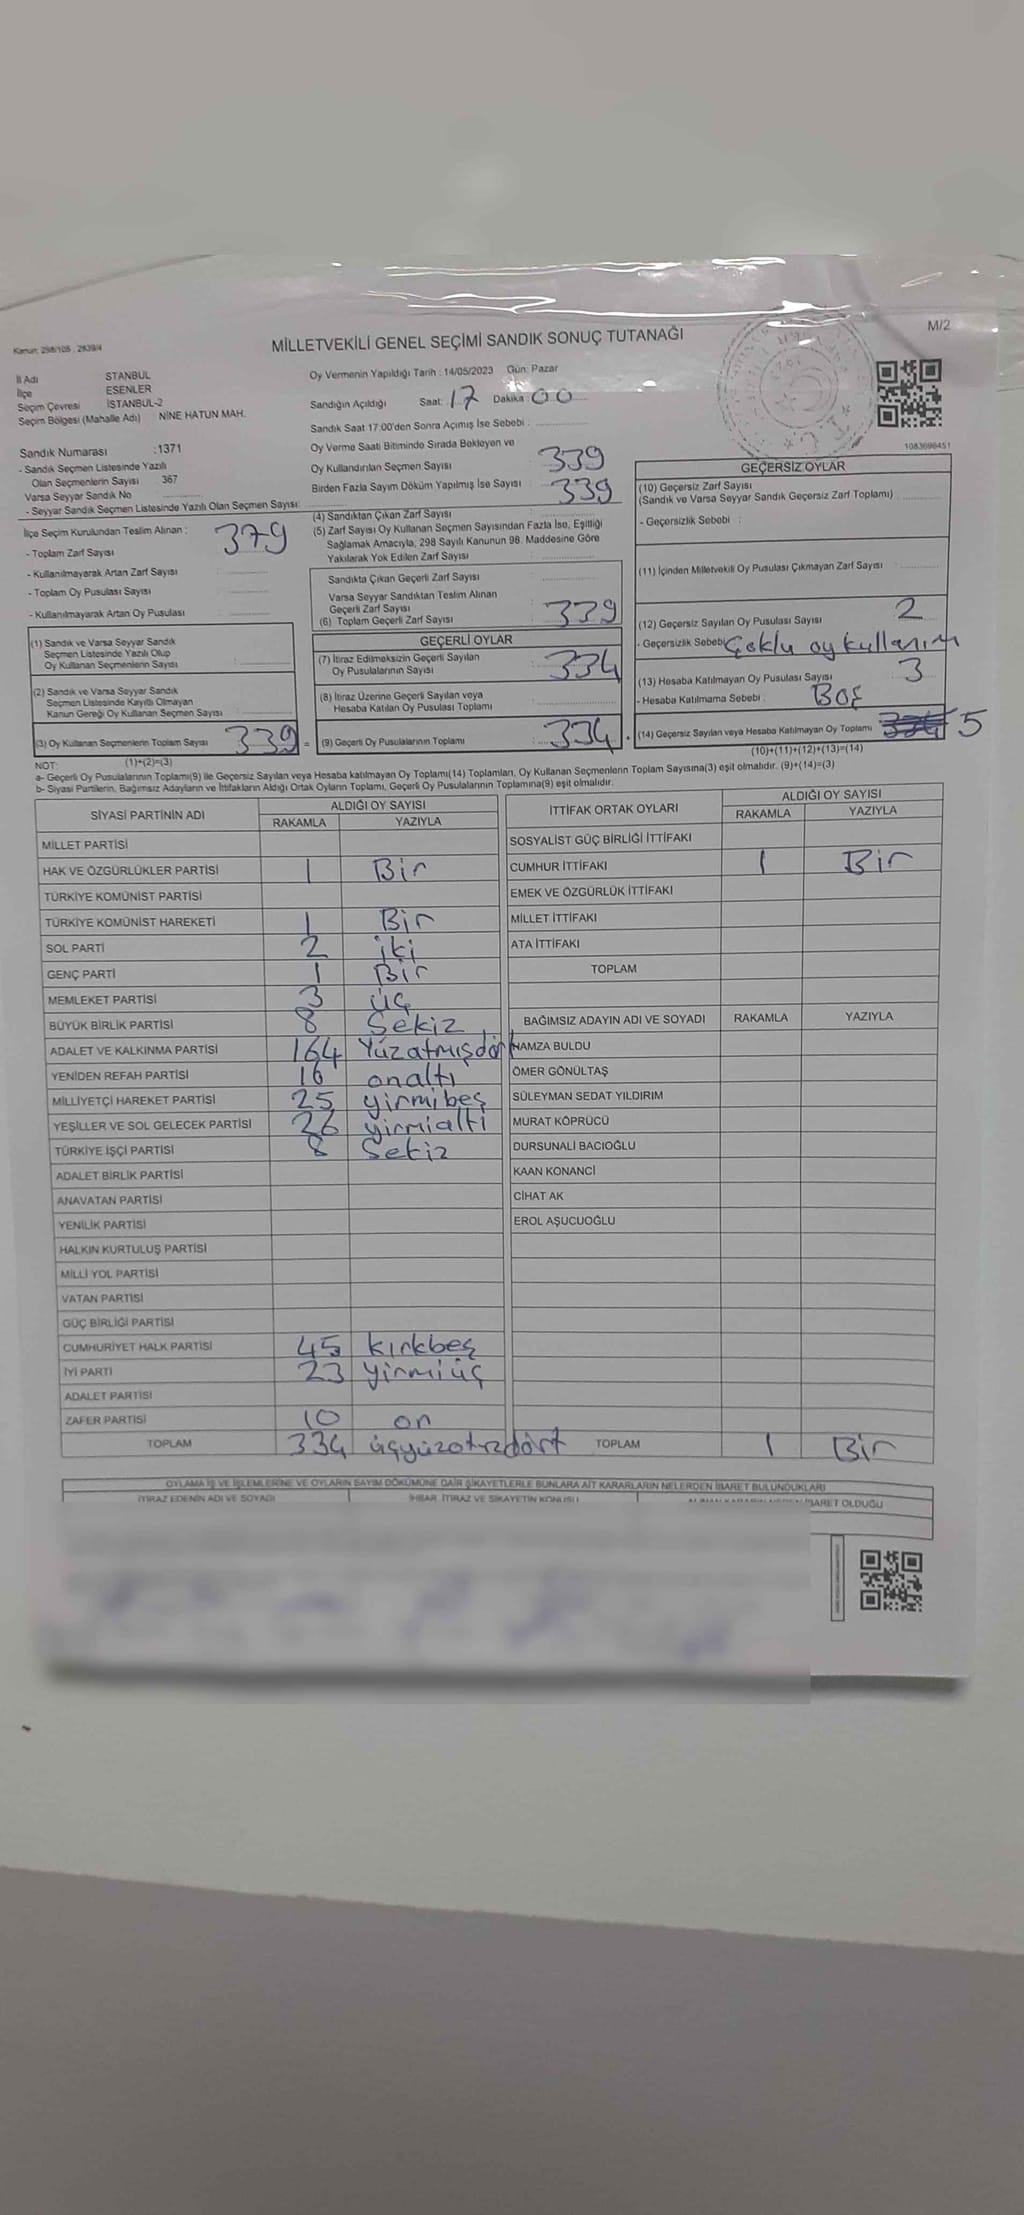 Kanun: 298/105 , 2839/4
MİLLETVEKİLİ GENEL SEÇİMİ SANDIK SONUÇ TUTANAĞI
M/2
İl Adı STANBUL
İlçe ESENLER
Seçim Çevresi İSTANBUL-2
Seçim Bölgesi (Mahalle Adı) NİNE HATUN MAH.
Sandık Numarası :1371
- Sandık Seçmen Listesinde Yazılı
Olan Seçmenlerin Sayısı : 367
Varsa Seyyar Sandık No
- Seyyar Sandık Seçmen Listesinde Yazılı Olan Seçmen Sayısı:
Oy Vermenin Yapıldığı Tarih : 14/05/2023 Gün: Pazar
Sandığın Açıldığı Saat: 17 Dakika: 00
Sandık Saat 17:00'den Sonra Açımış İse Sebebi :
Oy Verme Saati Bitiminde Sırada Bekleyen ve
Oy Kullandırılan Seçmen Sayısı 339
Birden Fazla Sayım Döküm Yapılmış İse Sayısı : 339
1083696451
İlçe Seçim Kurulundan Teslim Alınan : 379
- Toplam Zarf Sayısı
- Kullanılmayarak Artan Zarf Sayısı
- Toplam Oy Pusulası Sayısı
- Kullanılmayarak Artan Oy Pusulası
(1) Sandık ve Varsa Seyyar Sandık
Seçmen Listesinde Yazılı Olup
Oy Kullanan Seçmenlerin Sayısı
(2) Sandık ve Varsa Seyyar Sandık
Seçmen Listesinde Kayıtlı Olmayan
Kanun Gereği Oy Kullanan Seçmen Sayısı
(3) Oy Kullanan Seçmenlerin Toplam Sayısı 339
(1)+(2)=(3)
(4) Sandıktan Çıkan Zarf Sayısı
(5) Zarf Sayısı Oy Kullanan Seçmen Sayısından Fazla İse, Eşitliği
Sağlamak Amacıyla, 298 Sayılı Kanunun 98. Maddesine Göre
Yakılarak Yok Edilen Zarf Sayısı
Sandıkta Çıkan Geçerli Zarf Sayısı
Varsa Seyyar Sandıktan Teslim Alınan
Geçerli Zarf Sayısı
(6) Toplam Geçerli Zarf Sayısı 339
GEÇERLİ OYLAR
(7) İtiraz Edilmeksizin Geçerli Sayılan
Oy Pusulalarının Sayısı 334
(8) İtiraz Üzerine Geçerli Sayılan veya
Hesaba Katılan Oy Pusulası Toplamı
(9) Geçerli Oy Pusulalarının Toplamı : 334
GEÇERSİZ OYLAR
(10) Geçersiz Zarf Sayısı
(Sandık ve Varsa Seyyar Sandık Geçersiz Zarf Toplamı)
- Geçersizlik Sebebi :
(11) İçinden Milletvekili Oy Pusulası Çıkmayan Zarf Sayısı
(12) Geçersiz Sayılan Oy Pusulası Sayısı 2
- Geçersizlik Sebebi Çoklu oy kullanım
(13) Hesaba Katılmayan Oy Pusulası Sayısı 3
- Hesaba Katılmama Sebebi : BOŞ
(14) Geçersiz Sayılan veya Hesaba Katılmayan Oy Toplamı 5
(10)+(11)+(12)+(13)=(14)
NOT:
a- Geçerli Oy Pusulalarının Toplamı(9) ile Geçersiz Sayılan veya Hesaba katılmayan Oy Toplamı(14) Toplamları, Oy Kullanan Seçmenlerin Toplam Sayısına(3) eşit olmalıdır. (9)+(14)=(3)
b- Siyasi Partilerin, Bağımsız Adayların ve İttifakların Aldığı Ortak Oyların Toplamı, Geçerli Oy Pusulalarının Toplamına(9) eşit olmalıdır.
SİYASİ PARTİNİN ADI ALDIĞI OY SAYISI
RAKAMLA YAZIYLA
MİLLET PARTİSİ
HAK VE ÖZGÜRLÜKLER PARTİSİ 1 Bir
TÜRKİYE KOMÜNİST PARTİSİ
TÜRKİYE KOMÜNİST HAREKETİ 1 Bir
SOL PARTİ 2 iki
GENÇ PARTİ 1 Bir
MEMLEKET PARTİSİ 3 üç
BÜYÜK BİRLİK PARTİSİ 8 Sekiz
ADALET VE KALKINMA PARTİSİ 164 Yüzatmışdört
YENİDEN REFAH PARTİSİ 16 onaltı
MİLLİYETÇİ HAREKET PARTİSİ 25 yirmibeş
YEŞİLLER VE SOL GELECEK PARTİSİ 26 yirmialti
TÜRKİYE İŞÇİ PARTİSİ 8 Sekiz
ADALET BİRLİK PARTİSİ
ANAVATAN PARTİSİ
YENİLİK PARTİSİ
HALKIN KURTULUŞ PARTİSİ
MİLLİ YOL PARTİSİ
VATAN PARTİSİ
GÜÇ BİRLİĞİ PARTİSİ
CUMHURİYET HALK PARTİSİ 45 kırkbeş
İYİ PARTİ 23 yirmiüç
ADALET PARTİSİ
ZAFER PARTİSİ 10 on
TOPLAM 334 üçyüzotuzdört
İTTİFAK ORTAK OYLARI ALDIĞI OY SAYISI
RAKAMLA YAZIYLA
SOSYALİST GÜÇ BİRLİĞİ İTTİFAKI
CUMHUR İTTİFAKI 1 Bir
EMEK VE ÖZGÜRLÜK İTTİFAKI
MİLLET İTTİFAKI
ATA İTTİFAKI
TOPLAM
BAĞIMSIZ ADAYIN ADI VE SOYADI RAKAMLA YAZIYLA
HAMZA BULDU
ÖMER GÖNÜLTAŞ
SÜLEYMAN SEDAT YILDIRIM
MURAT KÖPRÜCÜ
DURSUNALİ BACIOĞLU
KAAN KONANCİ
CİHAT AK
EROL AŞUCUOĞLU
TOPLAM 1 Bir
OYLAMA İŞ VE İŞLEMLERİNE VE OYLARIN SAYIM DÖKÜMÜNE DAİR ŞİKAYETLERLE BUNLARA AİT KARARLARIN NELERDEN İBARET BULUNDUKLARI
İTİRAZ EDENİN ADI VE SOYADI İHBAR, İTİRAZ VE ŞİKAYETİN KONUSU İBARET OLDUĞU